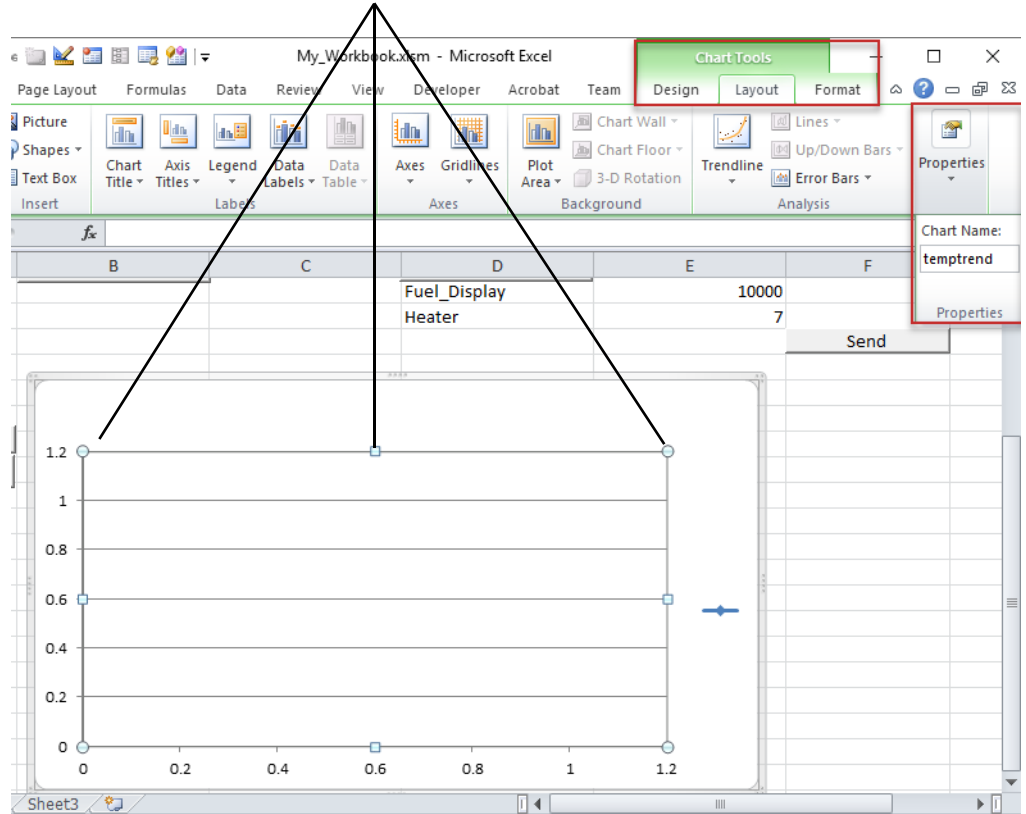 My_Workbook.xlsm - Microsoft Excel
Chart Tools
Page Layout Formulas Data Review View Developer Acrobat Team Design Layout Format
Picture
Shapes
Text Box
Insert
Chart Title
Axis Titles
Legend
Data Labels
Data Table
Labels
Axes
Gridlines
Axes
Plot Area
Chart Wall
Chart Floor
3-D Rotation
Background
Trendline
Lines
Up/Down Bars
Error Bars
Analysis
Properties
Chart Name:
temptrend
Properties
fx
B C D E F
Fuel_Display 10000
Heater 7
Send
1.2
1
0.8
0.6
0.4
0.2
0
0 0.2 0.4 0.6 0.8 1 1.2
Sheet3